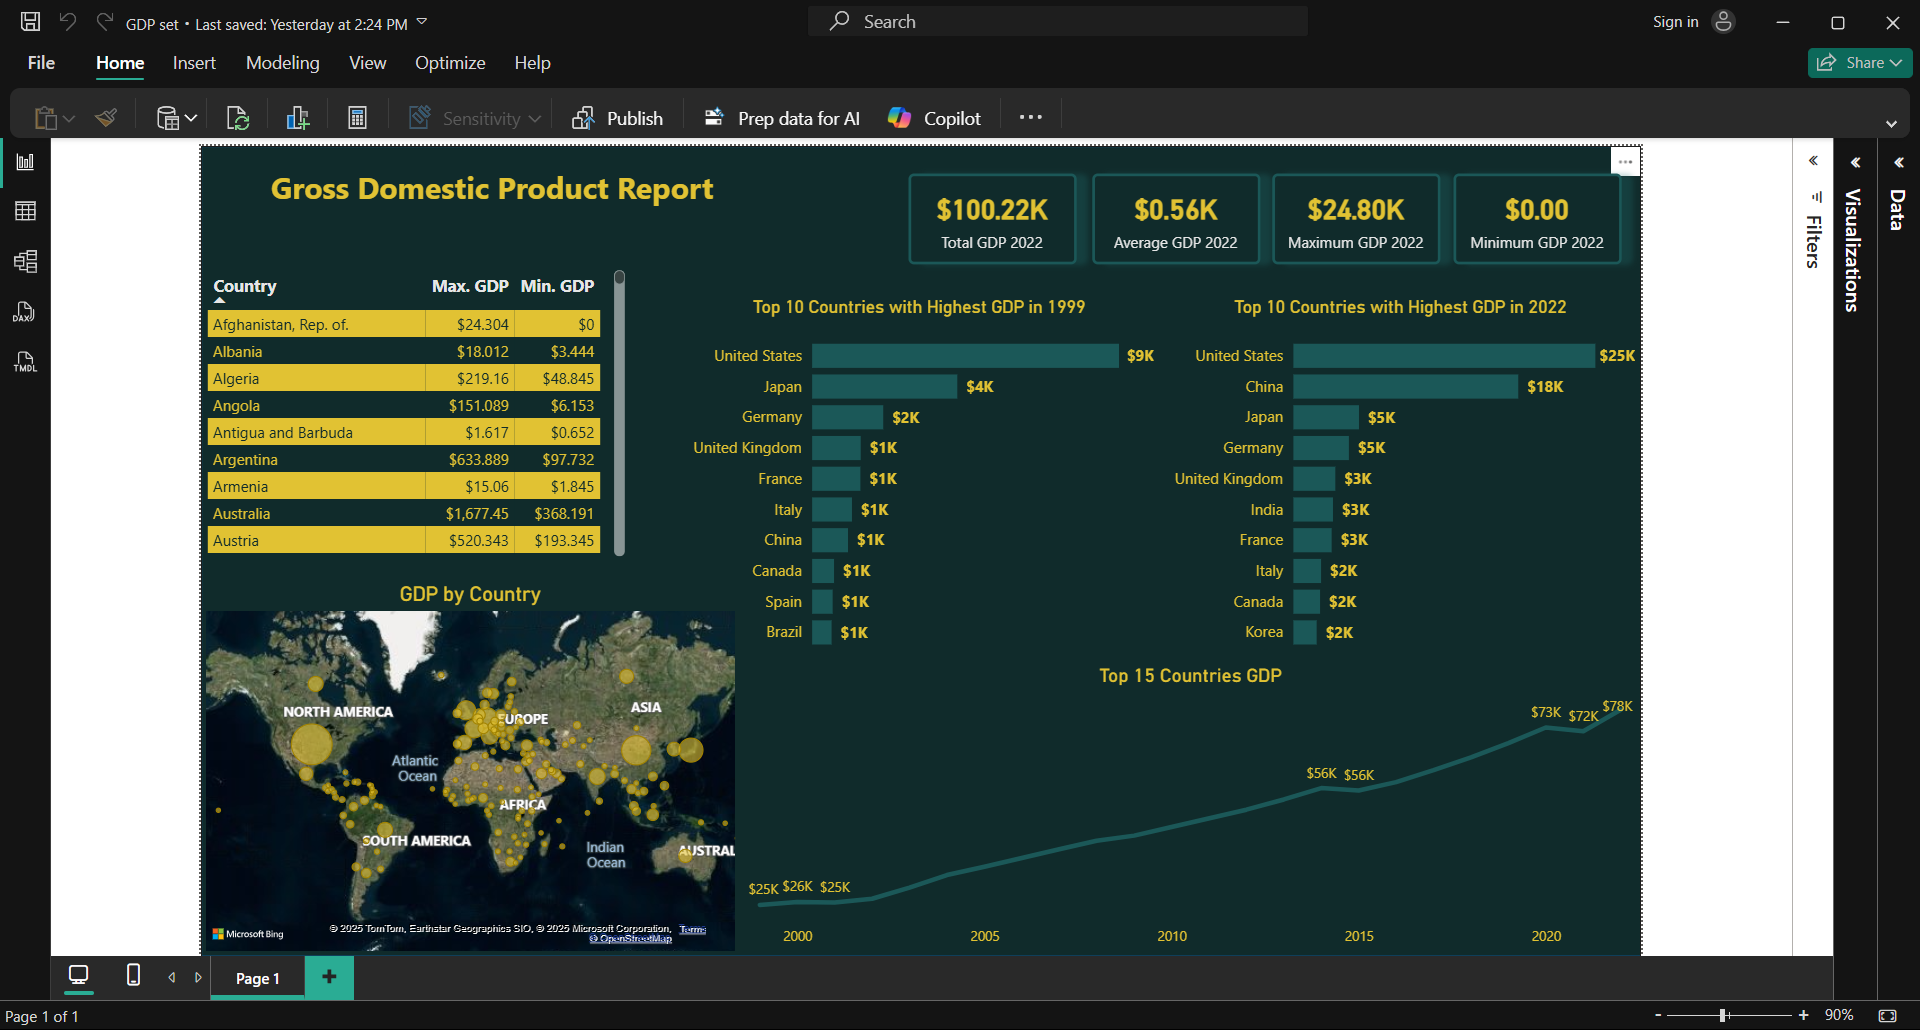 GDP set • Last saved: Yesterday at 2:24 PM
Search
Sign in
File
Home
Insert
Modeling
View
Optimize
Help
Share
Sensitivity
Publish
Prep data for AI
Copilot
DAX
TMDL
Gross Domestic Product Report
$100.22K
Total GDP 2022
$0.56K
Average GDP 2022
$24.80K
Maximum GDP 2022
$0.00
Minimum GDP 2022
Country Max. GDP Min. GDP
Afghanistan, Rep. of. $24.304 $0
Albania $18.012 $3.444
Algeria $219.16 $48.845
Angola $151.089 $6.153
Antigua and Barbuda $1.617 $0.652
Argentina $633.889 $97.732
Armenia $15.06 $1.845
Australia $1,677.45 $368.191
Austria $520.343 $193.345
Top 10 Countries with Highest GDP in 1999
United States $9K
Japan $4K
Germany $2K
United Kingdom $1K
France $1K
Italy $1K
China $1K
Canada $1K
Spain $1K
Brazil $1K
Top 10 Countries with Highest GDP in 2022
United States $25K
China $18K
Japan $5K
Germany $5K
United Kingdom $3K
India $3K
France $3K
Italy $2K
Canada $2K
Korea $2K
GDP by Country
NORTH AMERICA
EUROPE
ASIA
Atlantic
Ocean
AFRICA
SOUTH AMERICA
Indian
Ocean
AUSTRAL
Microsoft Bing
© 2025 TomTom, Earthstar Geographics SIO, © 2025 Microsoft Corporation, Terms
© OpenStreetMap
Top 15 Countries GDP
$25K $26K $25K
$56K $56K
$73K $72K $78K
2000 2005 2010 2015 2020
Filters
Visualizations
Data
Page 1
Page 1 of 1
- + 90%